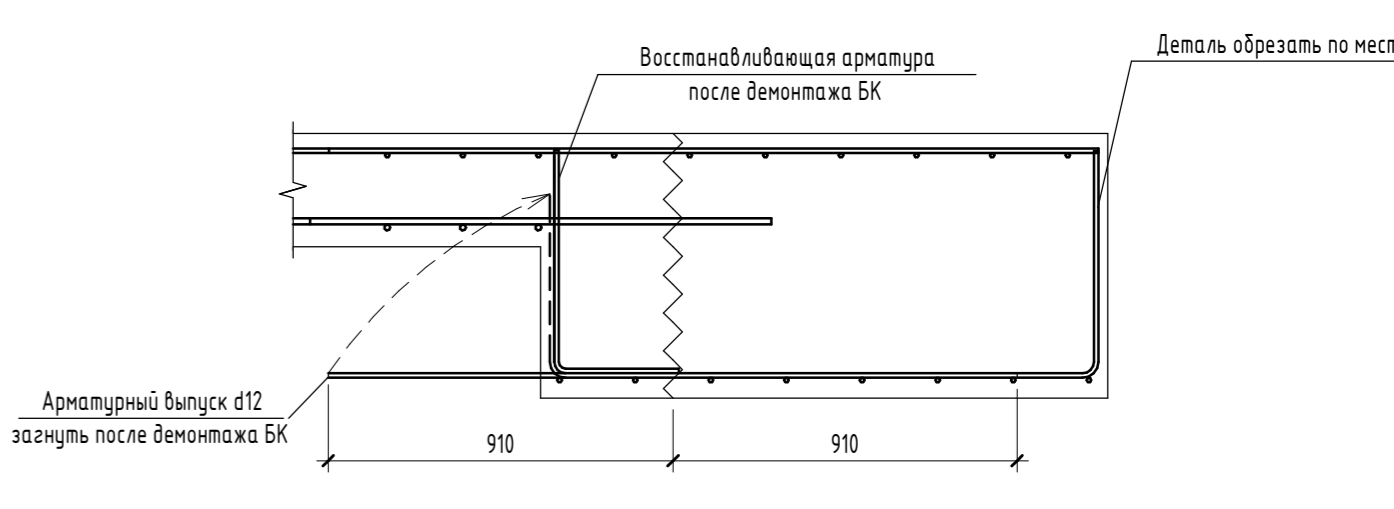 Восстанавливающая арматура
после демонтажа БК
Деталь обрезать по мест
Арматурный выпуск d12
загнуть после демонтажа БК
910
910